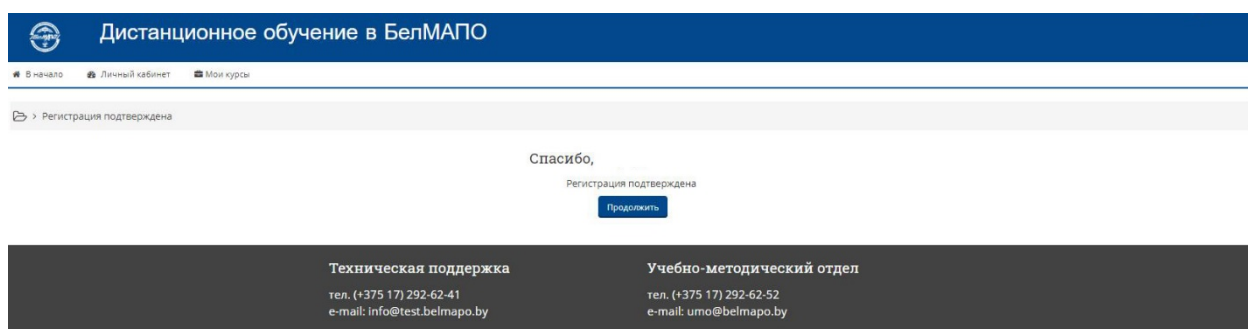 Дистанционное обучение в БелМАПО
В начало Личный кабинет Мои курсы
> Регистрация подтверждена
Спасибо,
Регистрация подтверждена
Продолжить
Техническая поддержка
тел. (+375 17) 292-62-41
e-mail: info@test.belmapo.by
Учебно-методический отдел
тел. (+375 17) 292-62-52
e-mail: umo@belmapo.by